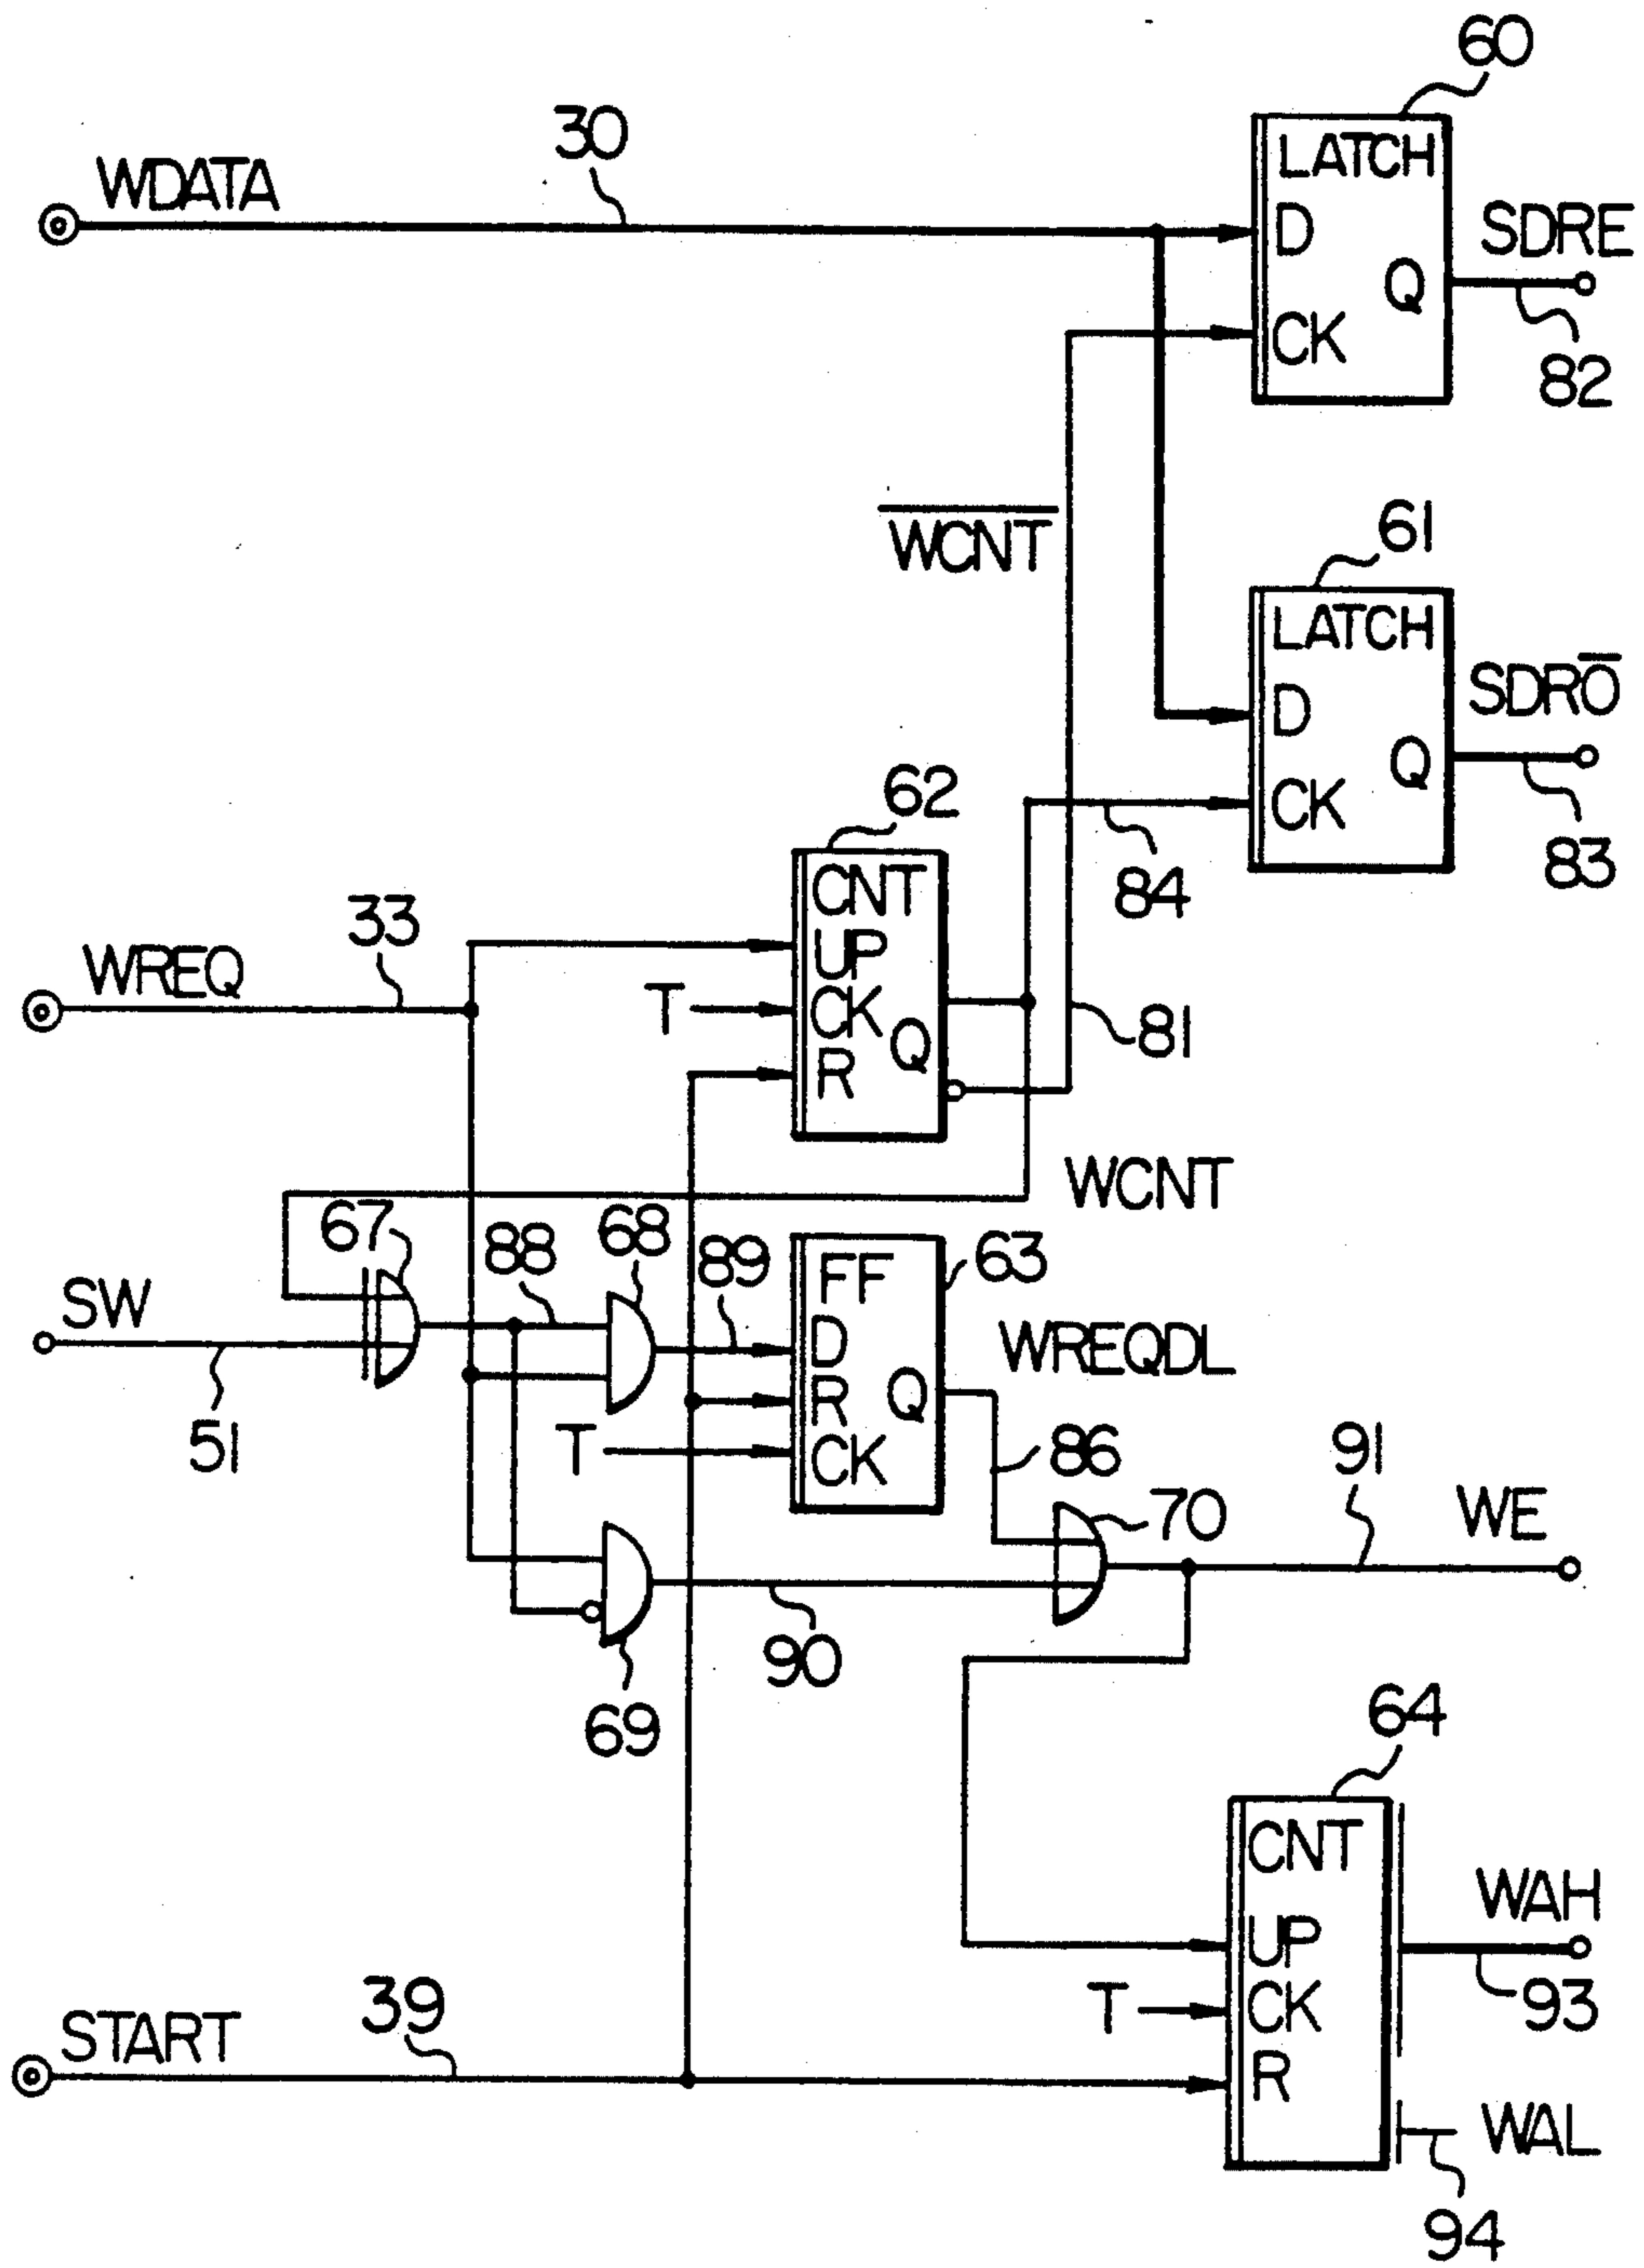 60
30
WDATA
LATCH
D
SDRE
Q
CK
82
WCNT
61
LATCH
SDRO̅
D
Q
62
CK
84
83
CNT
33
UP
WREQ
T
CK
Q
81
R
WCNT
67
88
68
89
FF
63
SW
D
WREQDL
R
Q
51
T
CK
86
91
70
WE
90
69
64
CNT
WAH
UP
39
T
CK
93
START
R
WAL
94